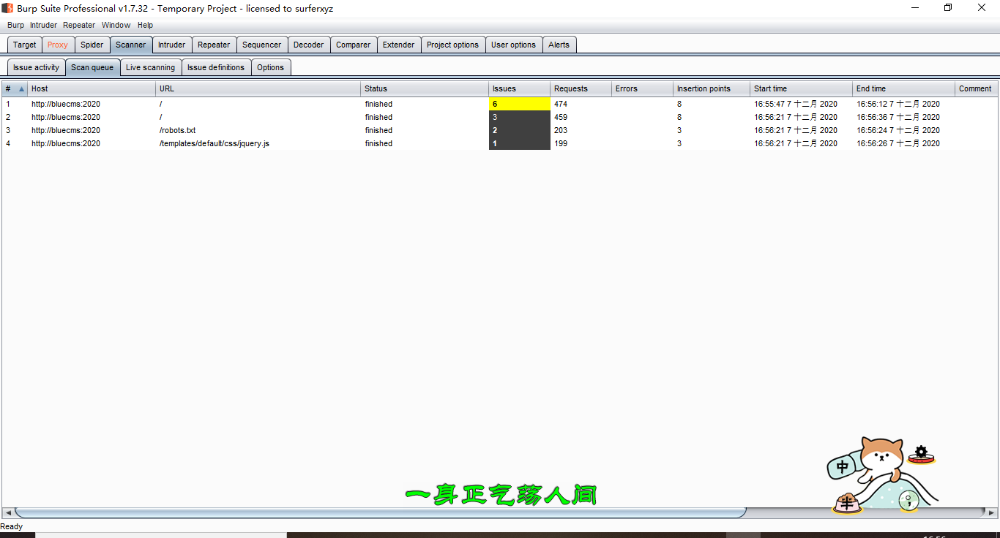 Burp Suite Professional v1.7.32 - Temporary Project - licensed to surferxyz
Burp Intruder Repeater Window Help
Target Proxy Spider Scanner Intruder Repeater Sequencer Decoder Comparer Extender Project options User options Alerts
Issue activity Scan queue Live scanning Issue definitions Options
# Host URL Status Issues Requests Errors Insertion points Start time End time Comment
1 http://bluecms:2020 / finished 6 474 8 16:55:47 7 十二月 2020 16:56:12 7 十二月 2020
2 http://bluecms:2020 / finished 3 459 8 16:56:21 7 十二月 2020 16:56:36 7 十二月 2020
3 http://bluecms:2020 /robots.txt finished 2 203 3 16:56:21 7 十二月 2020 16:56:24 7 十二月 2020
4 http://bluecms:2020 /templates/default/css/jquery.js finished 1 199 3 16:56:21 7 十二月 2020 16:56:26 7 十二月 2020
中
一身正气荡人间
半 ;
Ready